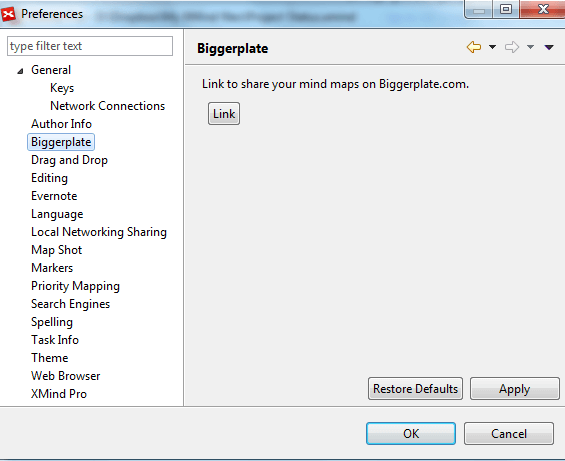 Preferences
type filter text
General
Keys
Network Connections
Author Info
Biggerplate
Drag and Drop
Editing
Evernote
Language
Local Networking Sharing
Map Shot
Markers
Priority Mapping
Search Engines
Spelling
Task Info
Theme
Web Browser
XMind Pro
Biggerplate
Link to share your mind maps on Biggerplate.com.
Link
Restore Defaults
Apply
OK
Cancel